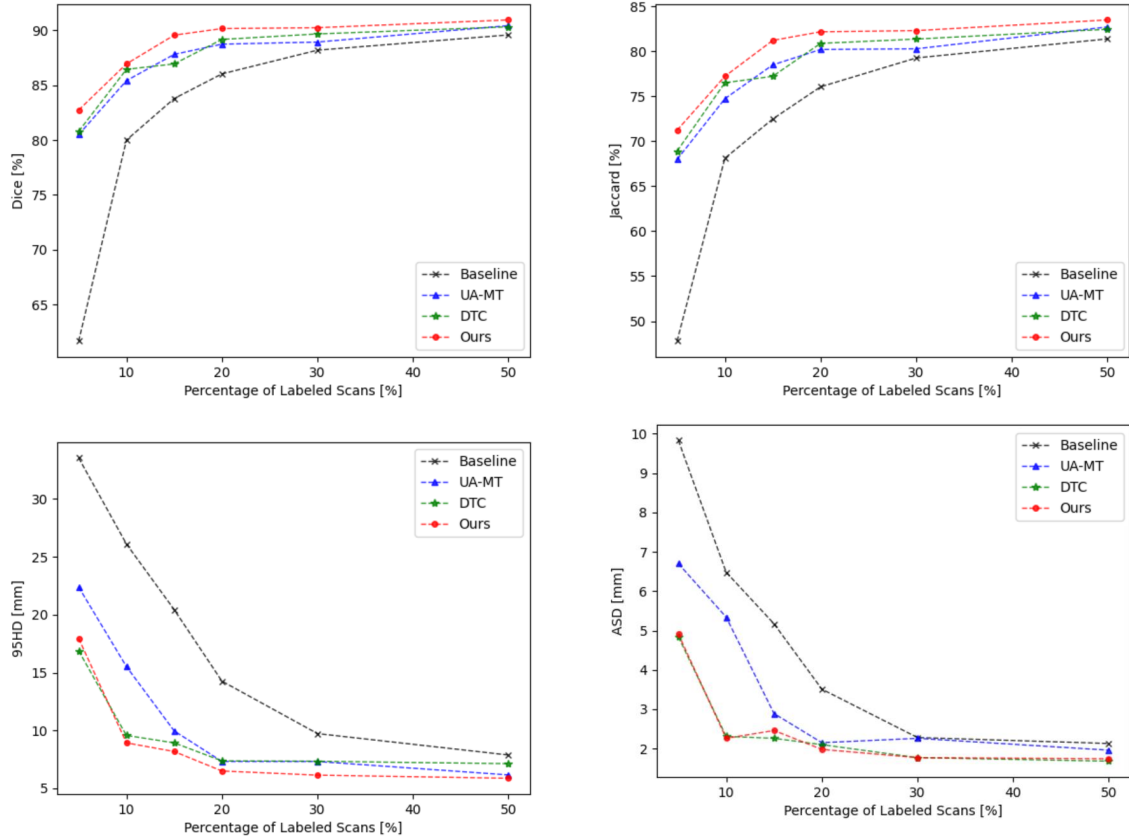 90
85
80
75
70
65
Dice [%]
10
20
30
40
50
Percentage of Labeled Scans [%]
Baseline
UA-MT
DTC
Ours
85
80
75
70
65
60
55
50
Jaccard [%]
10
20
30
40
50
Percentage of Labeled Scans [%]
Baseline
UA-MT
DTC
Ours
30
25
20
15
10
5
95HD [mm]
10
20
30
40
50
Percentage of Labeled Scans [%]
Baseline
UA-MT
DTC
Ours
10
9
8
7
6
5
4
3
2
ASD [mm]
10
20
30
40
50
Percentage of Labeled Scans [%]
Baseline
UA-MT
DTC
Ours